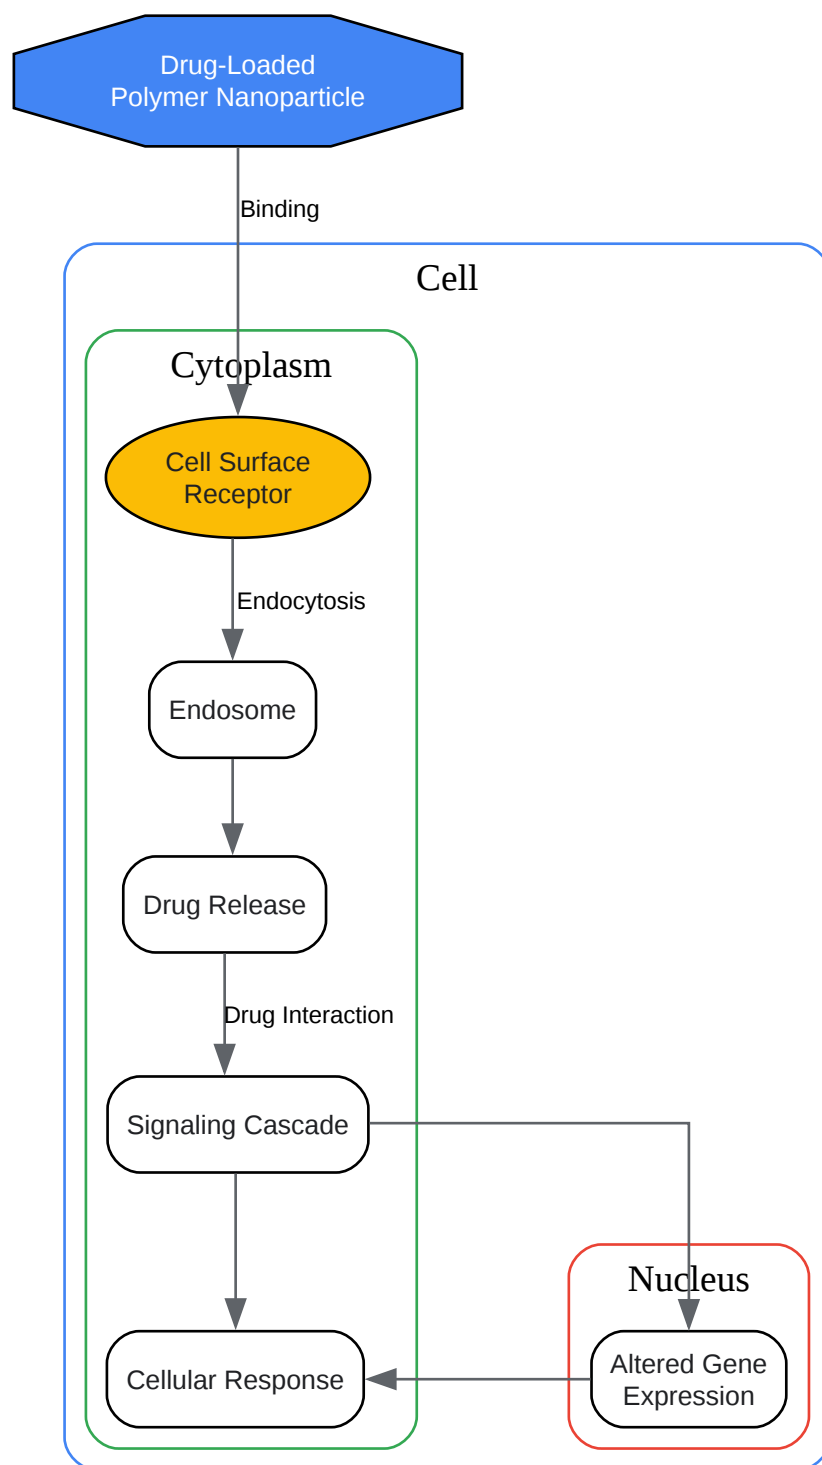 Drug-Loaded
Polymer Nanoparticle
Binding
Cell
Cytoplasm
Cell Surface
Receptor
Endocytosis
Endosome
Drug Release
Drug Interaction
Signaling Cascade
Nucleus
Altered Gene
Expression
Cellular Response